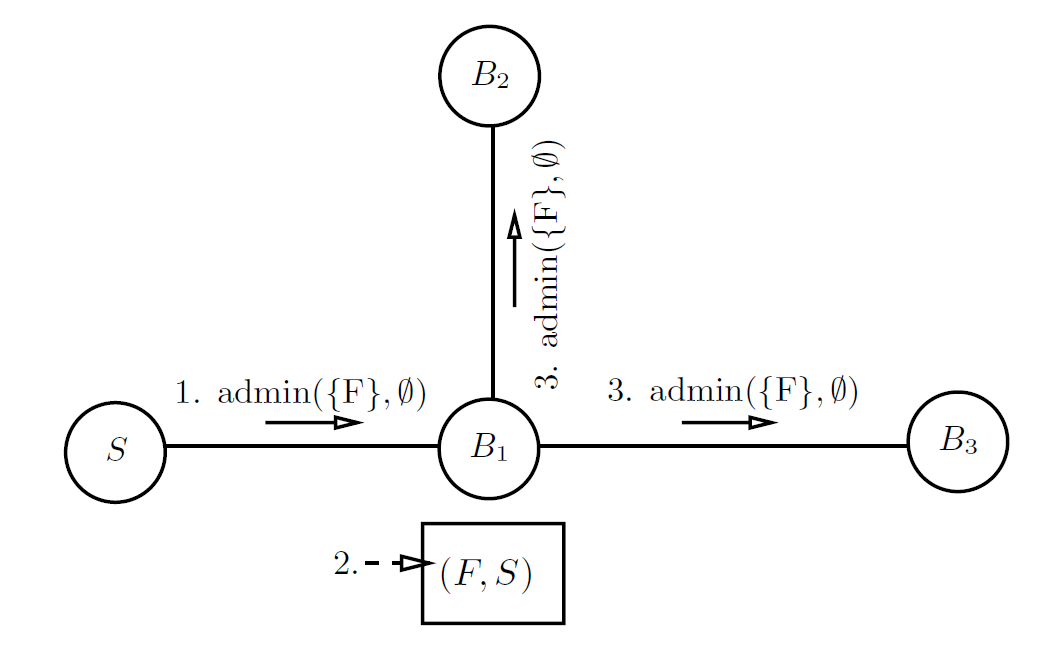 B₂
3. admin({F}, ∅)
1. admin({F}, ∅)
3. admin({F}, ∅)
S
B₁
B₃
2.
(F, S)